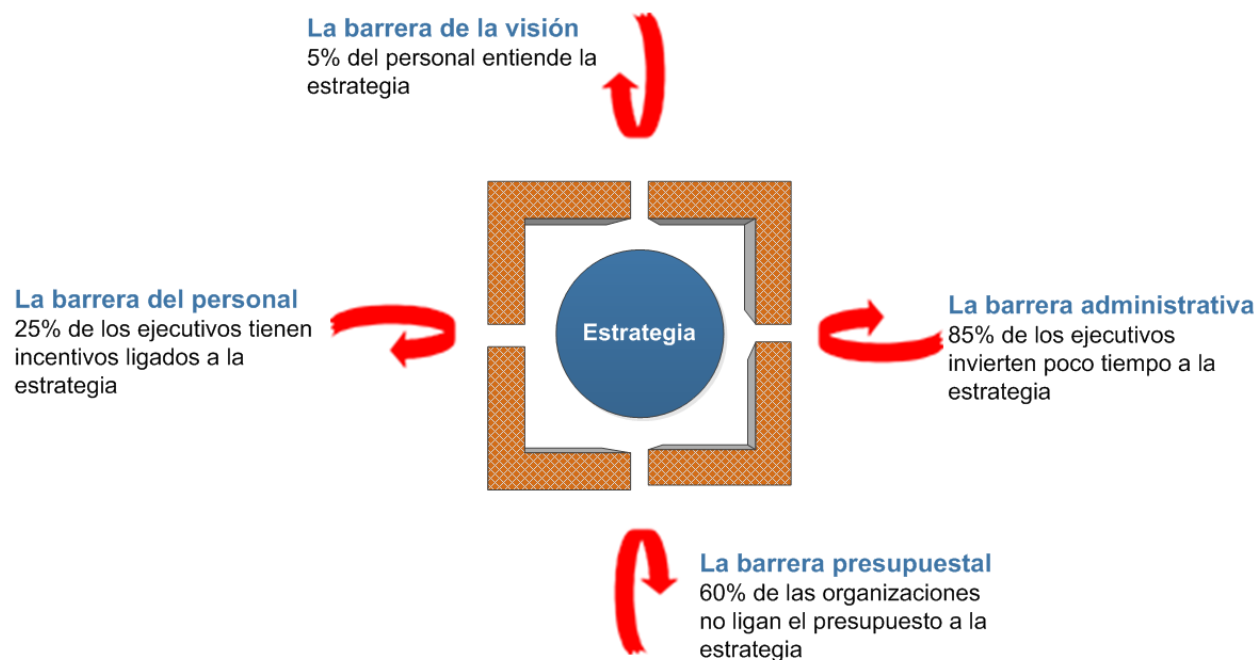 La barrera de la visión
5% del personal entiende la
estrategia
La barrera del personal
25% de los ejecutivos tienen
incentivos ligados a la
estrategia
Estrategia
La barrera administrativa
85% de los ejecutivos
invierten poco tiempo a la
estrategia
La barrera presupuestal
60% de las organizaciones
no ligan el presupuesto a la
estrategia